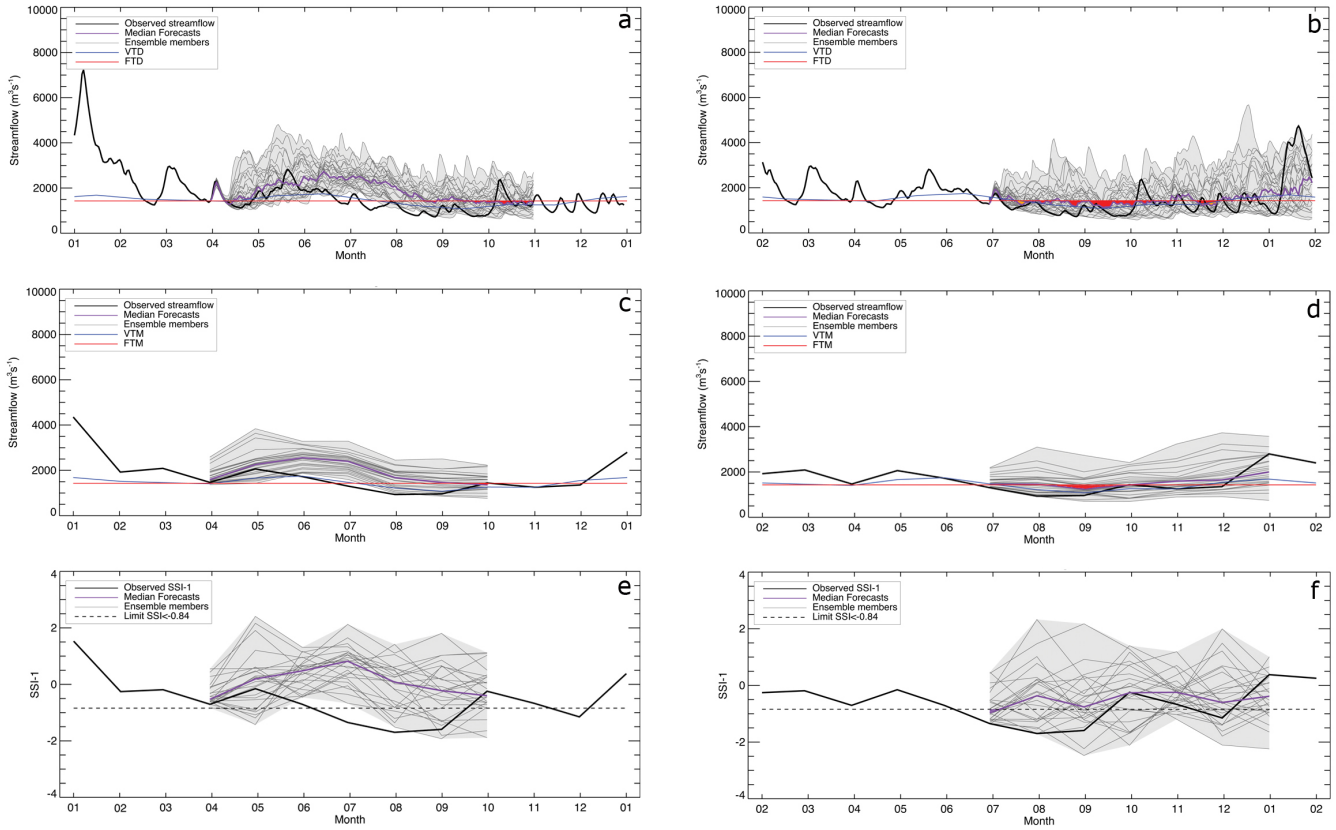 a
Observed streamflow
Median Forecasts
Ensemble members
VTD
FTD
10000
8000
6000
4000
2000
0
Streamflow (m³s⁻¹)
01 02 03 04 05 06 07 08 09 10 11 12 01
Month
b
Observed streamflow
Median Forecasts
Ensemble members
VTD
FTD
10000
8000
6000
4000
2000
0
Streamflow (m³s⁻¹)
02 03 04 05 06 07 08 09 10 11 12 01 02
Month
c
Observed streamflow
Median Forecasts
Ensemble members
VTM
FTM
10000
8000
6000
4000
2000
0
Streamflow (m³s⁻¹)
01 02 03 04 05 06 07 08 09 10 11 12 01
Month
d
Observed streamflow
Median Forecasts
Ensemble members
VTM
FTM
10000
8000
6000
4000
2000
0
Streamflow (m³s⁻¹)
02 03 04 05 06 07 08 09 10 11 12 01 02
Month
e
Observed SSI-1
Median Forecasts
Ensemble members
Limit SSI<-0.84
4
2
0
-2
-4
SSI-1
01 02 03 04 05 06 07 08 09 10 11 12 01
Month
f
Observed SSI-1
Median Forecasts
Ensemble members
Limit SSI<-0.84
4
2
0
-2
-4
SSI-1
02 03 04 05 06 07 08 09 10 11 12 01 02
Month